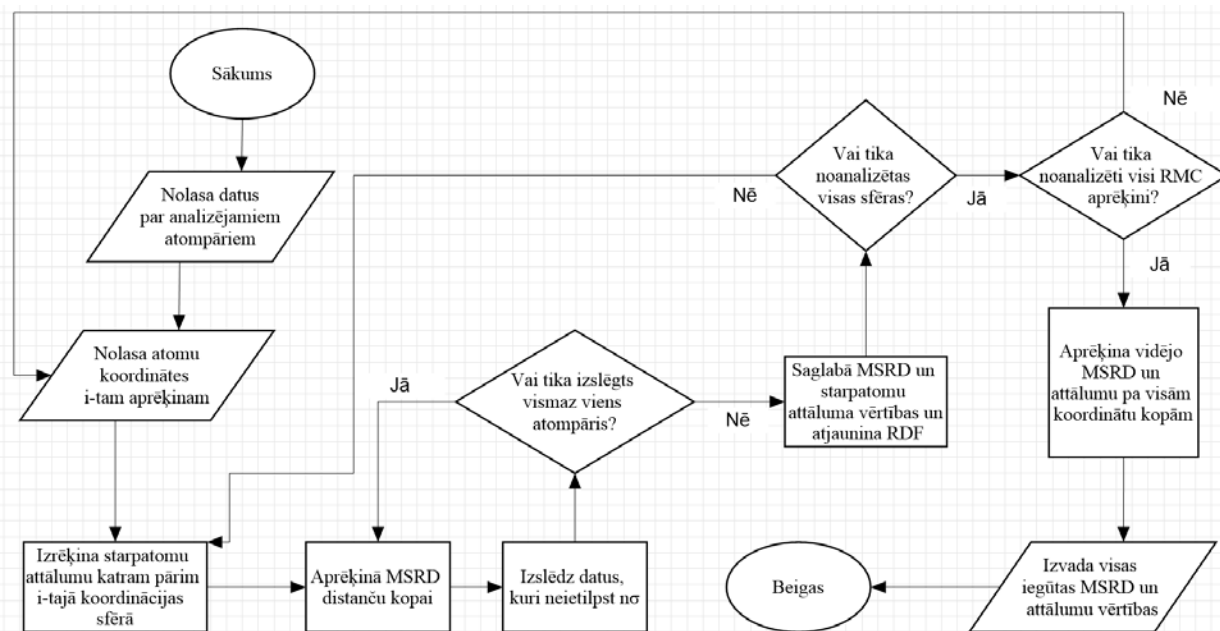 Sākums
Nolasa datus
par analizējamiem
atompāriem
Nolasa atomu
koordinātes
i-tam aprēķinam
Izrēķina starpatomu
attālumu katram pārim
i-tajā koordinācijas
sfērā
Aprēķinā MSRD
distanču kopai
Izslēdz datus,
kuri neietilpst nσ
Vai tika izslēgts
vismaz viens
atompāris?
Jā
Nē
Saglabā MSRD un
starpatomu
attāluma vērtības un
atjaunina RDF
Vai tika
noanalizētas
visas sfēras?
Nē
Jā
Vai tika
noanalizēti visi RMC
aprēķini?
Nē
Jā
Aprēķina vidējo
MSRD un
attālumu pa visām
koordinātu kopām
Izvada visas
iegūtas MSRD un
attālumu vērtības
Beigas